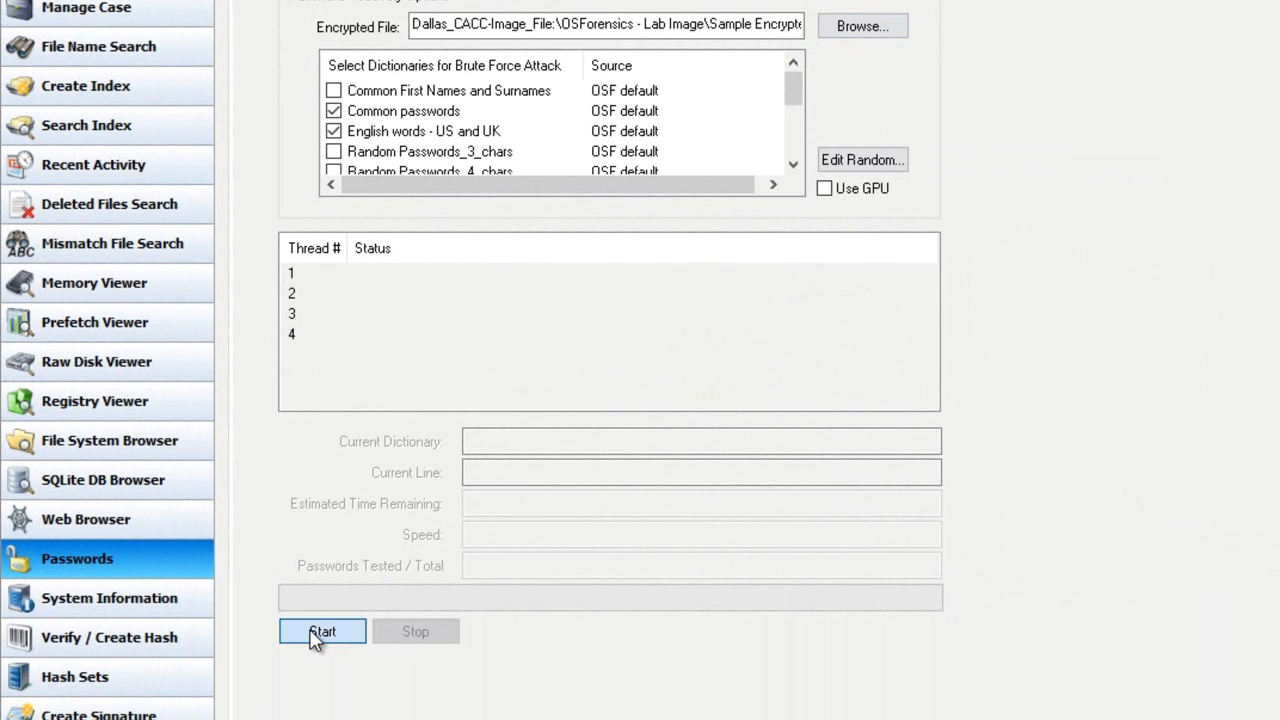 Manage Case
File Name Search
Create Index
Search Index
Recent Activity
Deleted Files Search
Mismatch File Search
ABC
Memory Viewer
Prefetch Viewer
Raw Disk Viewer
Registry Viewer
File System Browser
SQLite DB Browser
Web Browser
Passwords
System Information
Verify / Create Hash
Hash Sets
Create Signature
Encrypted File: Dallas_CACC-Image_File:\OSForensics - Lab Image\Sample Encrypte Browse...
Select Dictionaries for Brute Force Attack Source
Common First Names and Surnames OSF default
Common passwords OSF default
English words - US and UK OSF default
Random Passwords_3_chars OSF default
Random Passwords_4_chars OSF default
Edit Random...
Use GPU
Thread # Status
1
2
3
4
Current Dictionary:
Current Line:
Estimated Time Remaining:
Speed:
Passwords Tested / Total
Start Stop